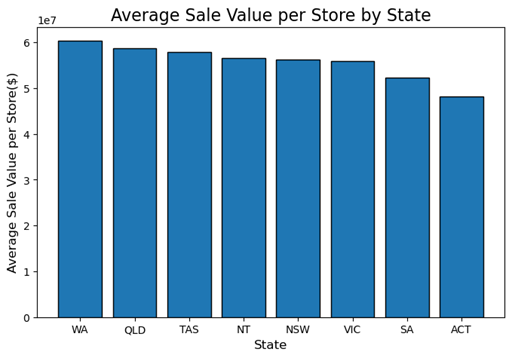 Average Sale Value per Store by State
1e7
Average Sale Value per Store($)
6
5
4
3
2
1
0
WA QLD TAS NT NSW VIC SA ACT
State